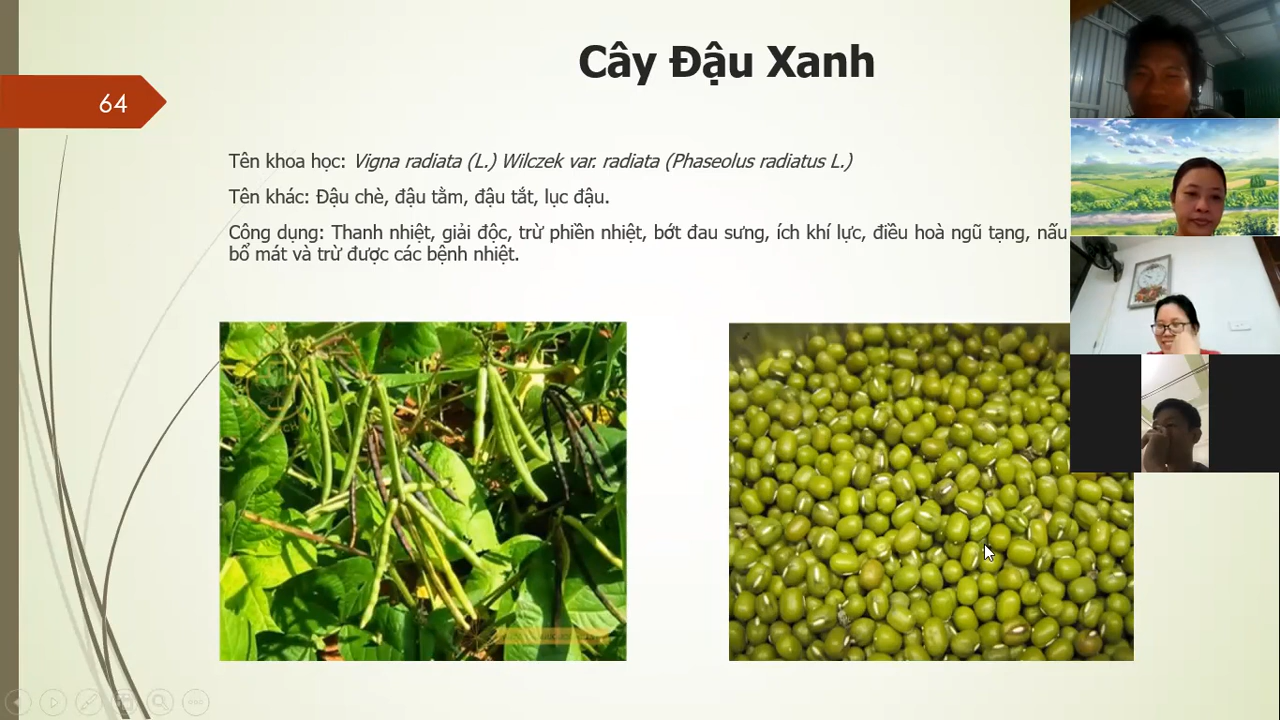 Cây Đậu Xanh
64
Tên khoa học: Vigna radiata (L.) Wilczek var. radiata (Phaseolus radiatus L.)
Tên khác: Đậu chè, đậu tằm, đậu tắt, lục đậu.
Công dụng: Thanh nhiệt, giải độc, trừ phiền nhiệt, bớt đau sưng, ích khí lực, điều hoà ngũ tạng, nấu
bổ mát và trừ được các bệnh nhiệt.